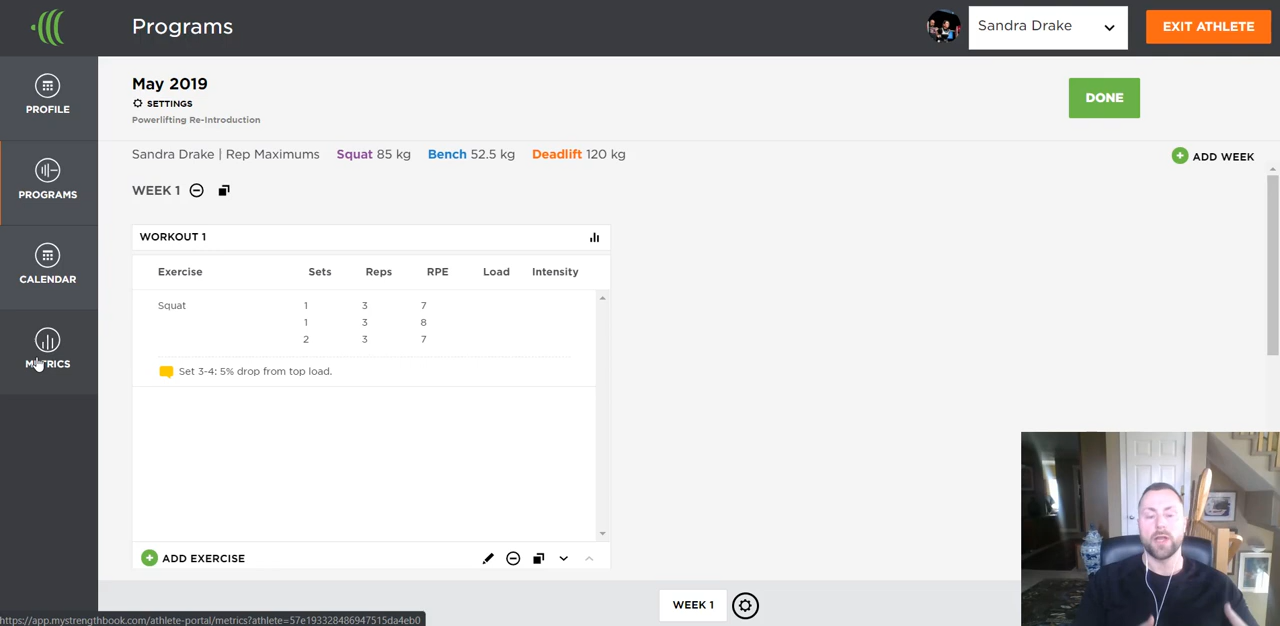 Programs
Sandra Drake
EXIT ATHLETE
PROFILE
PROGRAMS
CALENDAR
METRICS
May 2019
SETTINGS
Powerlifting Re-Introduction
DONE
Sandra Drake | Rep Maximums Squat 85 kg Bench 52.5 kg Deadlift 120 kg
ADD WEEK
WEEK 1
WORKOUT 1
Exercise Sets Reps RPE Load Intensity
Squat 1 3 7
1 3 8
2 3 7
Set 3-4: 5% drop from top load.
ADD EXERCISE
WEEK 1
https://app.mystrengthbook.com/athlete-portal/metrics?athlete=57e193328486947515da4eb0